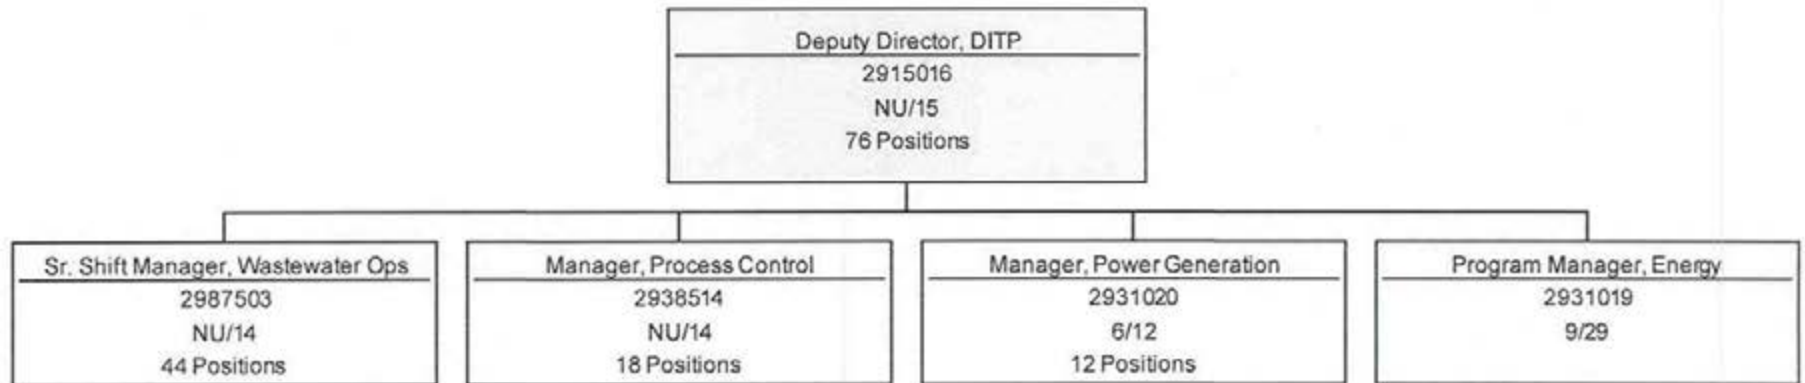 Deputy Director, DITP
2915016
NU/15
76 Positions
Sr. Shift Manager, Wastewater Ops
2987503
NU/14
44 Positions
Manager, Process Control
2938514
NU/14
18 Positions
Manager, Power Generation
2931020
6/12
12 Positions
Program Manager, Energy
2931019
9/29